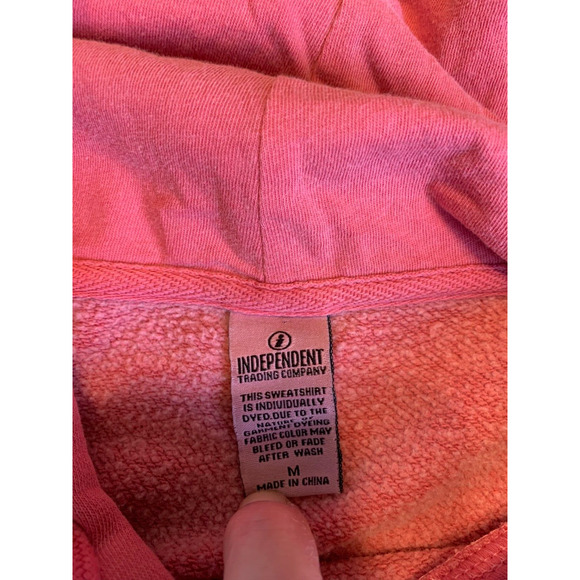 INDEPENDENT
TRADING COMPANY
THIS SWEATSHIRT
IS INDIVIDUALLY
DYED.DUE TO THE
NATURE OF
GARMENT DYEING
FABRIC COLOR MAY
BLEED OR FADE
AFTER WASH
M
MADE IN CHINA